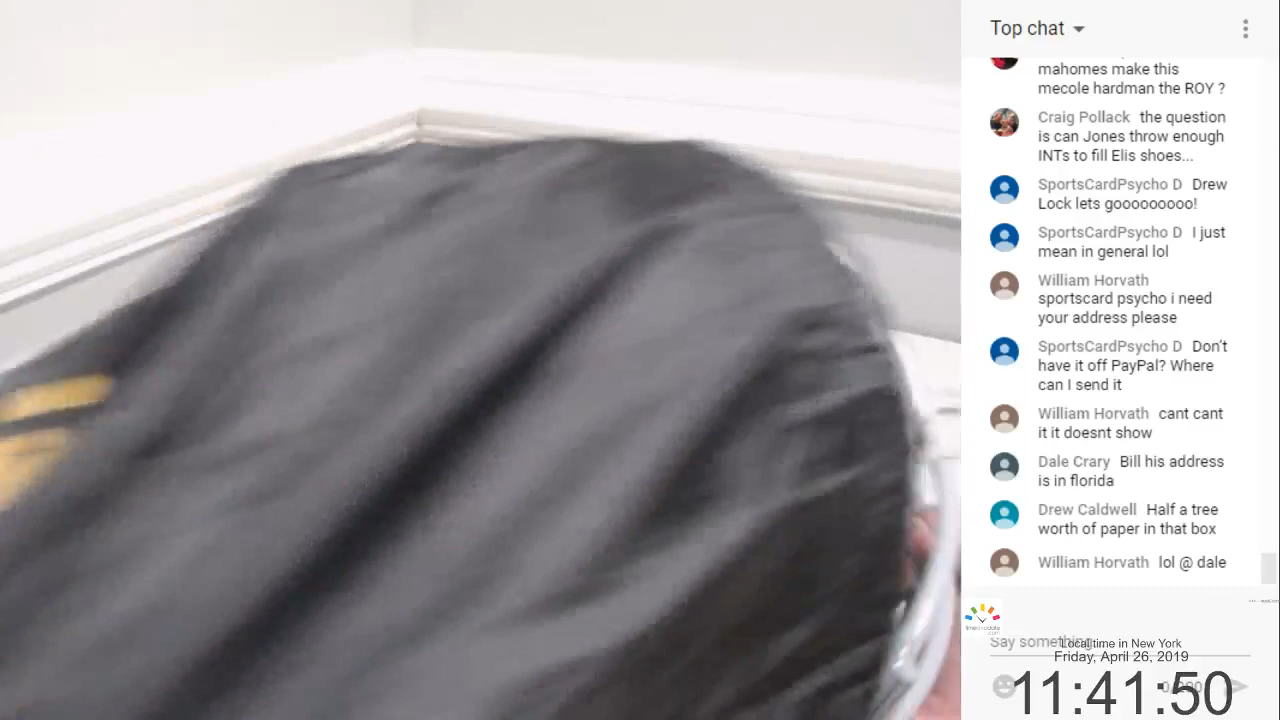 Top chat
mahomes make this
mecole hardman the ROY ?
Craig Pollack the question
is can Jones throw enough
INTs to fill Elis shoes...
SportsCardPsycho D Drew
Lock lets gooooooooo!
SportsCardPsycho D I just
mean in general lol
William Horvath
sportscard psycho i need
your address please
SportsCardPsycho D Don't
have it off PayPal? Where
can I send it
William Horvath cant cant
it it doesnt show
Dale Crary Bill his address
is in florida
Drew Caldwell Half a tree
worth of paper in that box
William Horvath lol @ dale
Say something...
Local time in New York
Friday, April 26, 2019
11:41:50